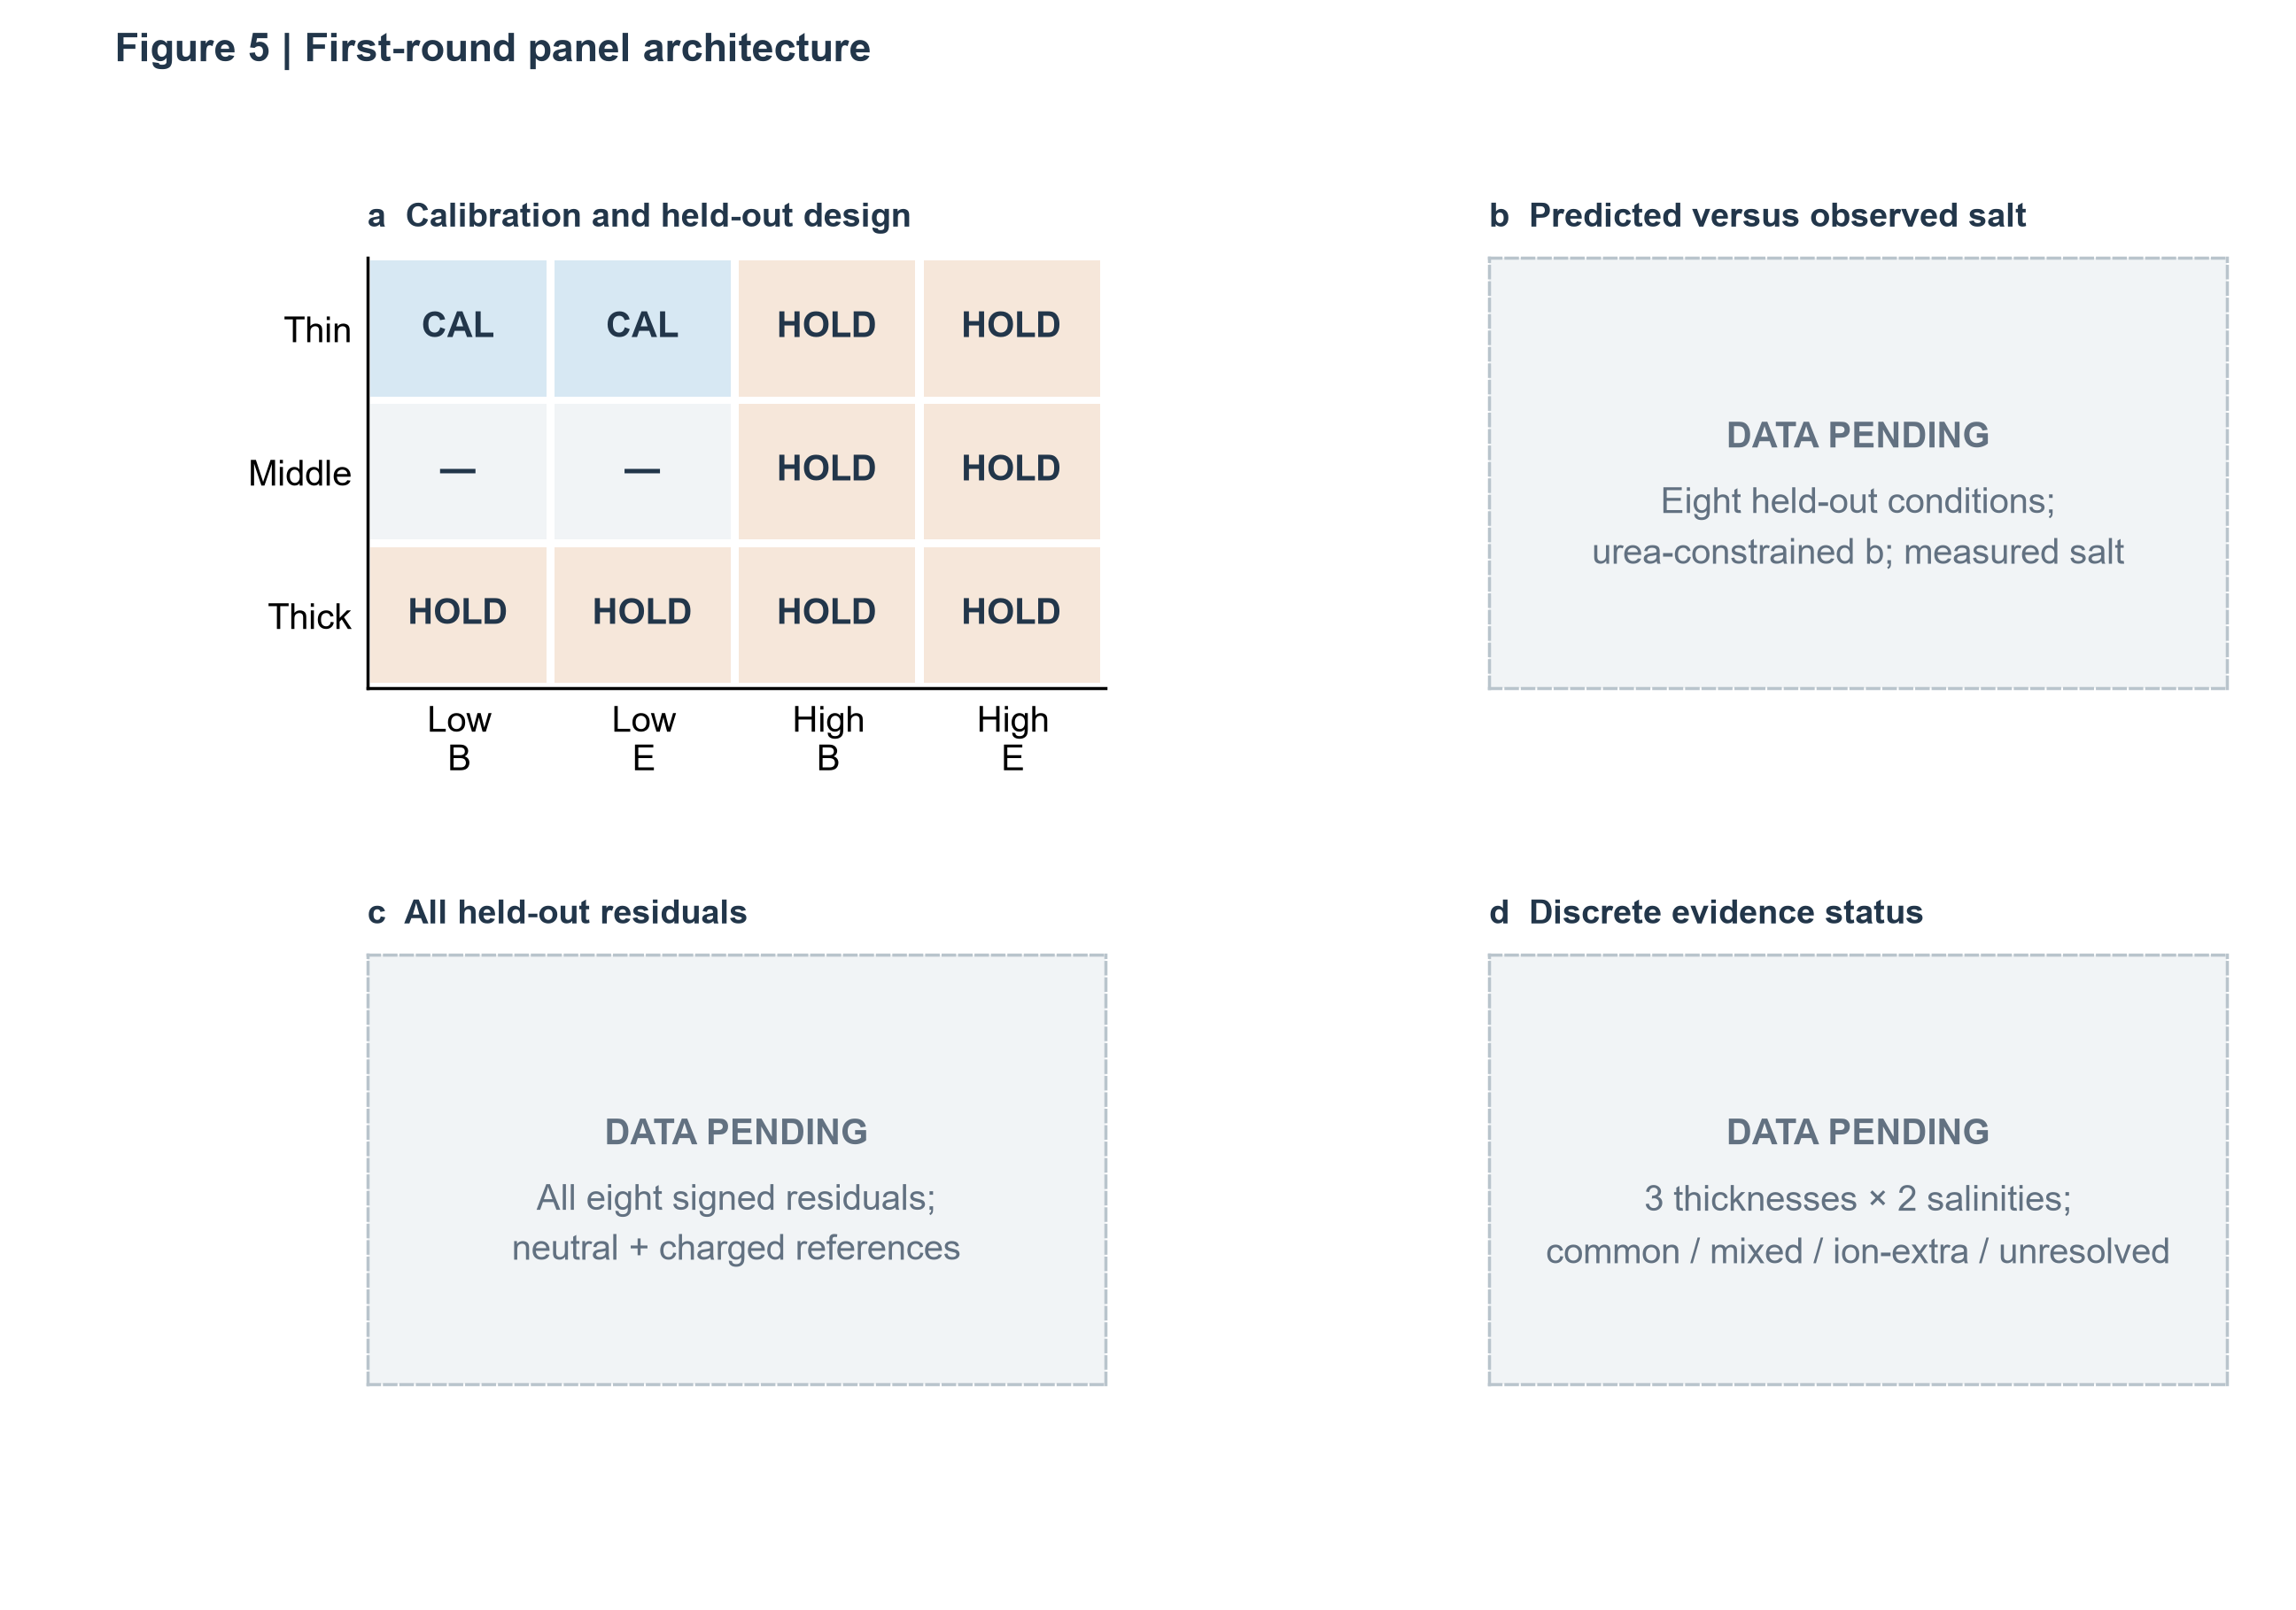 Figure 5 | First-round panel architecture
a Calibration and held-out design
Thin
CAL CAL HOLD HOLD
Middle
— — HOLD HOLD
Thick
HOLD HOLD HOLD HOLD
Low Low High High
B E B E
b Predicted versus observed salt
DATA PENDING
Eight held-out conditions;
urea-constrained b; measured salt
c All held-out residuals
DATA PENDING
All eight signed residuals;
neutral + charged references
d Discrete evidence status
DATA PENDING
3 thicknesses × 2 salinities;
common / mixed / ion-extra / unresolved